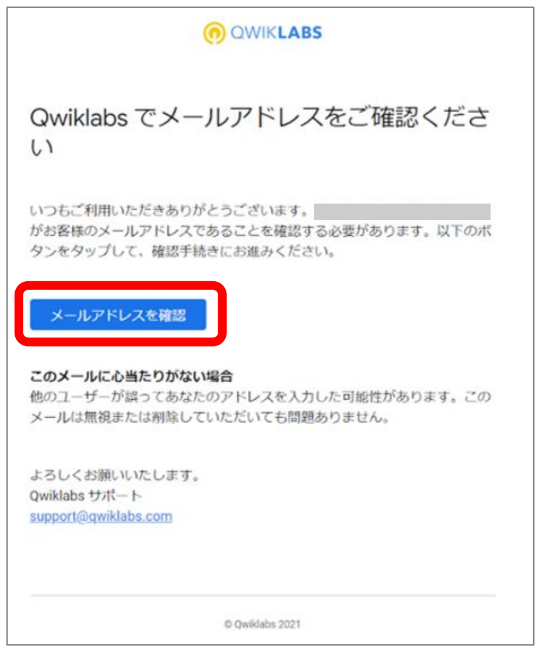 QWIKLABS
Qwiklabs でメールアドレスをご確認くださ
い
いつもご利用いただきありがとうございます。
がお客様のメールアドレスであることを確認する必要があります。以下のボ
タンをタップして、確認手続きにお進みください。
メールアドレスを確認
このメールに心当たりがない場合
他のユーザーが誤ってあなたのアドレスを入力した可能性があります。この
メールは無視または削除していただいても問題ありません。
よろしくお願いいたします。
Qwiklabs サポート
support@qwiklabs.com
© Qwiklabs 2021